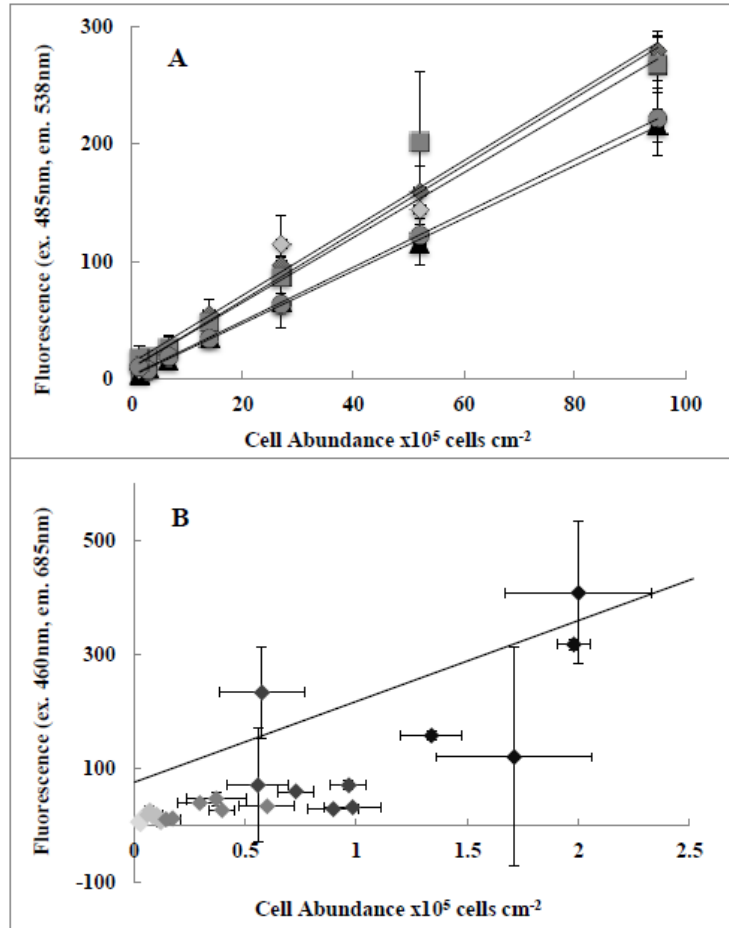 A
Fluorescence (ex. 485nm, em. 538nm)
300
200
100
0
0 20 40 60 80 100
Cell Abundance x10⁵ cells cm⁻²
B
Fluorescence (ex. 460nm, em. 685nm)
500
300
100
-100
0 0.5 1 1.5 2 2.5
Cell Abundance x10⁵ cells cm⁻²